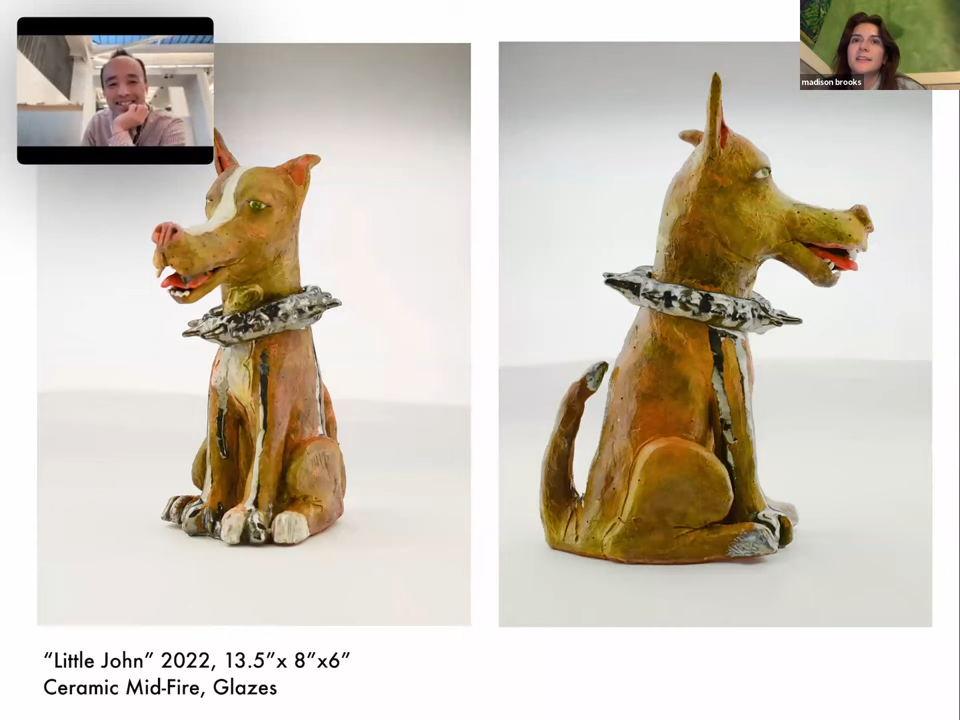 madison brooks
“Little John” 2022, 13.5”x 8”x6”
Ceramic Mid-Fire, Glazes